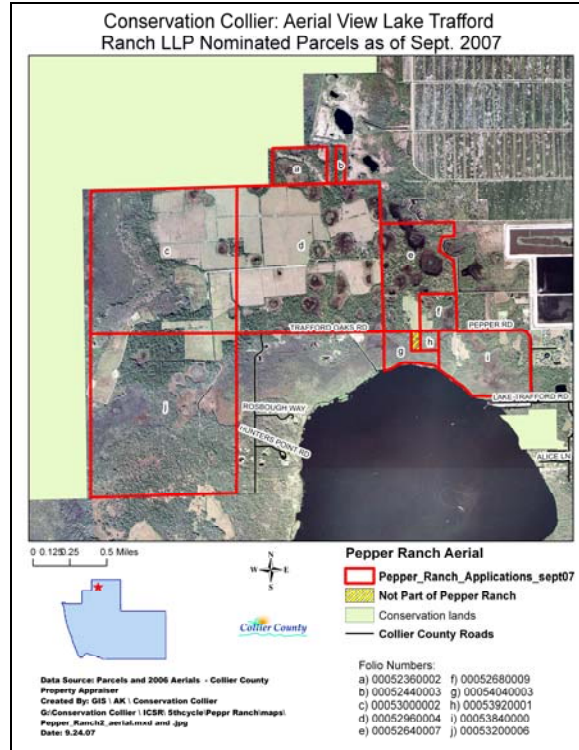 Conservation Collier: Aerial View Lake Trafford
Ranch LLP Nominated Parcels as of Sept. 2007
a
b
c
d
e
f
TRAFFORD OAKS RD
PEPPER RD
g
h
i
j
LAKE TRAFFORD RD
ROSBOUGH WAY
HUNTERS POINT RD
ALICE LN
0 0.125 0.25 0.5 Miles
N
W E
S
Collier County
Pepper Ranch Aerial
Pepper_Ranch_Applications_sept07
Not Part of Pepper Ranch
Conservation lands
Collier County Roads
Data Source: Parcels and 2006 Aerials - Collier County
Property Appraiser
Created By: GIS \ AK \ Conservation Collier
G:\Conservation Collier \ ICSR\ 5thcycle\Peppr Ranch\maps\
Pepper_Ranch2_aerial.mxd and .jpg
Date: 9.24.07
Folio Numbers:
a) 00052360002 f) 00052680009
b) 00052440003 g) 00054040003
c) 00053000002 h) 00053920001
d) 00052960004 i) 00053840000
e) 00052640007 j) 00053200006